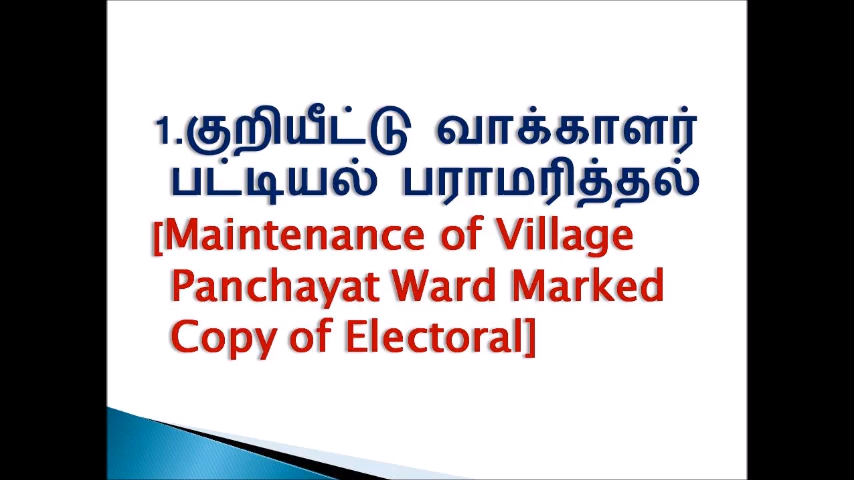 1.குறியீட்டு வாக்காளர்
பட்டியல் பராமரித்தல்
[Maintenance of Village
Panchayat Ward Marked
Copy of Electoral]